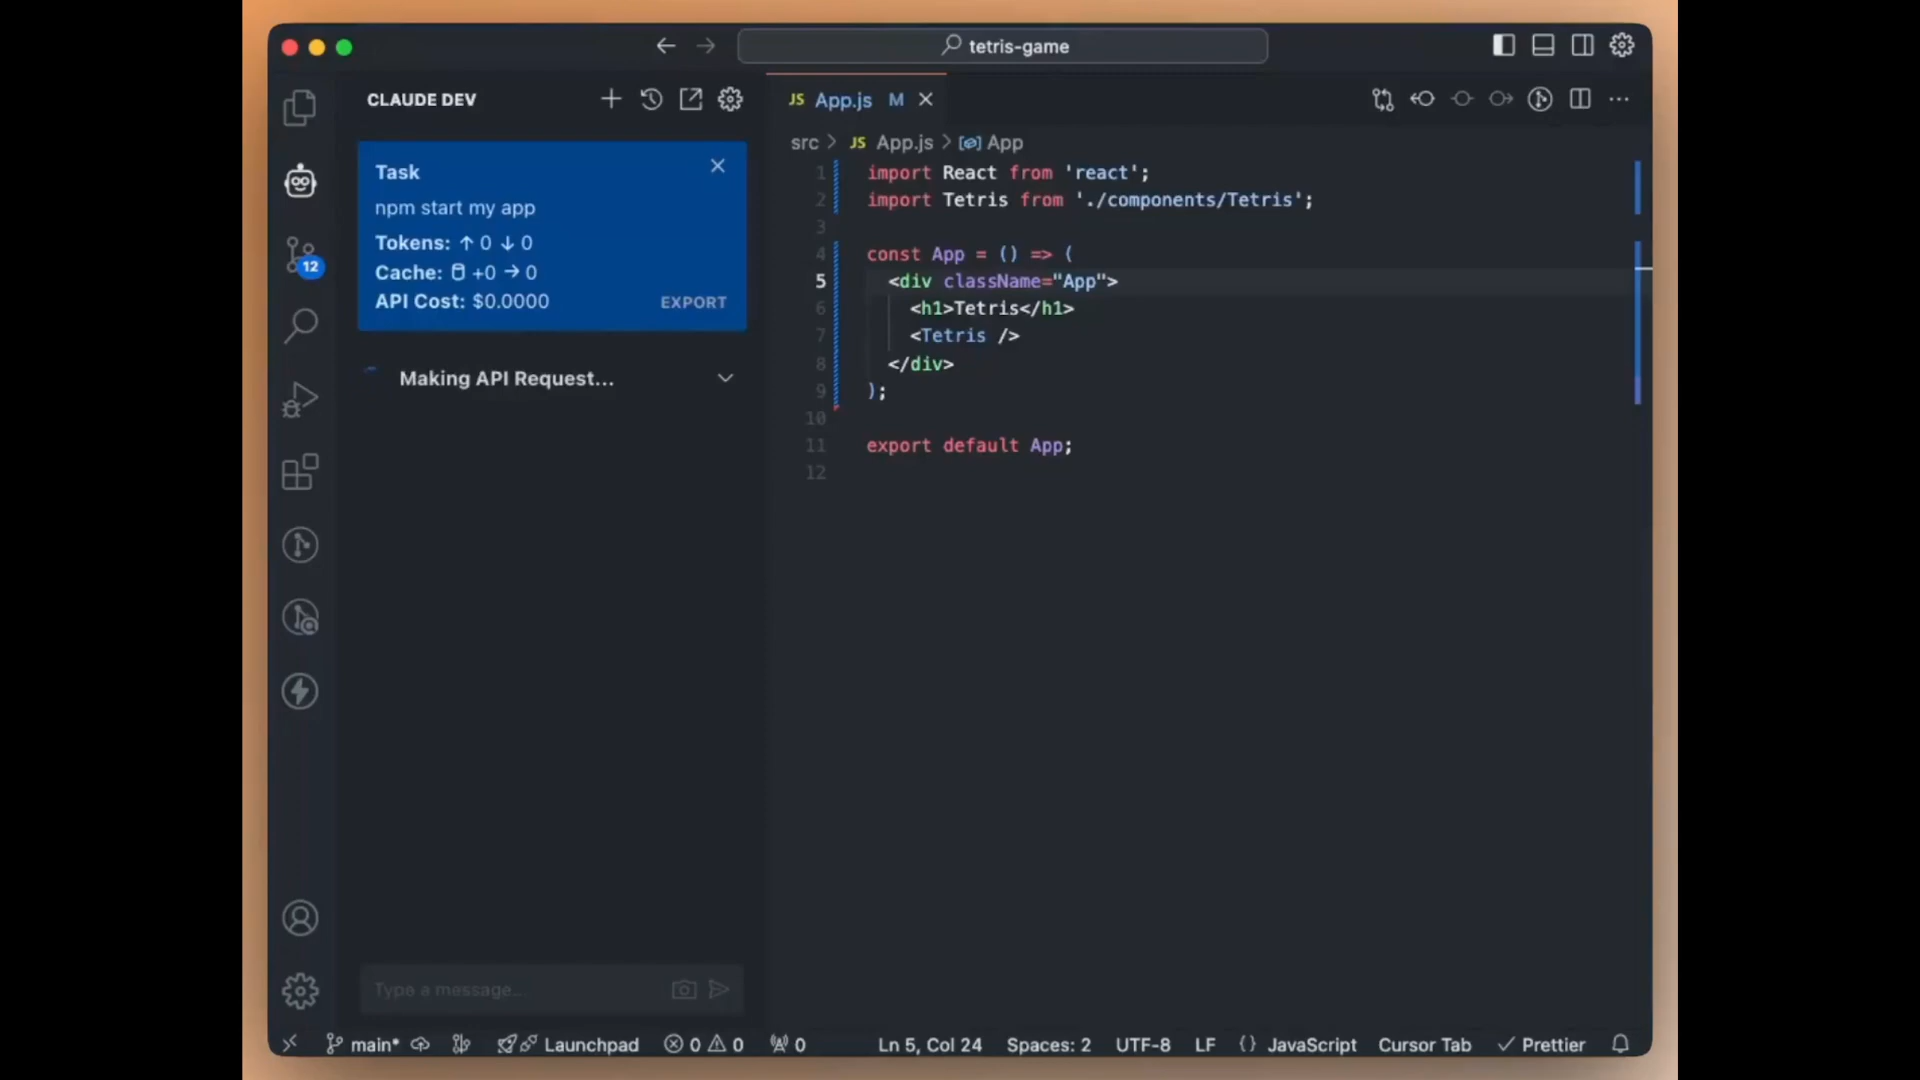 tetris-game
CLAUDE DEV
Task
npm start my app
Tokens: ↑ 0 ↓ 0
Cache: +0 → 0
API Cost: $0.0000
EXPORT
Making API Request...
Type a message...
12
JS App.js M
src > JS App.js > App
1 import React from 'react';
2 import Tetris from './components/Tetris';
3
4 const App = () => (
5 <div className="App">
6 <h1>Tetris</h1>
7 <Tetris />
8 </div>
9 );
10
11 export default App;
12
main* Launchpad 0 0 0 Ln 5, Col 24 Spaces: 2 UTF-8 LF {} JavaScript Cursor Tab Prettier